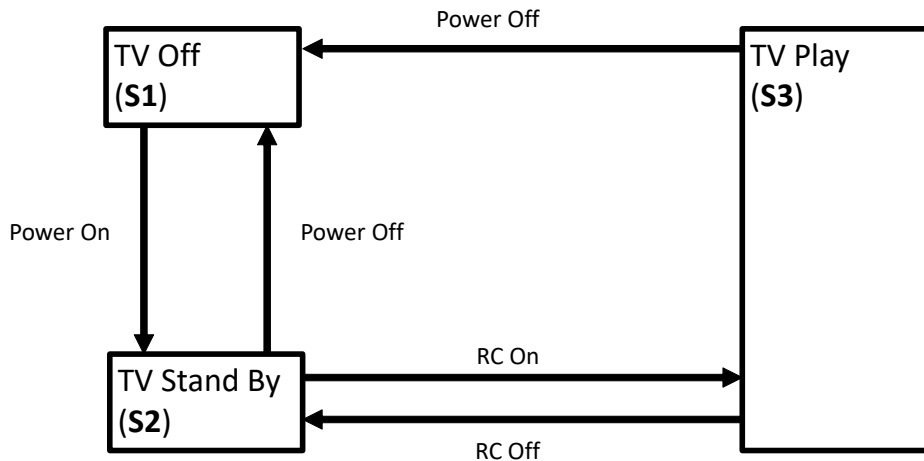 Power Off
TV Off
(S1)
TV Play
(S3)
Power On
Power Off
RC On
TV Stand By
(S2)
RC Off